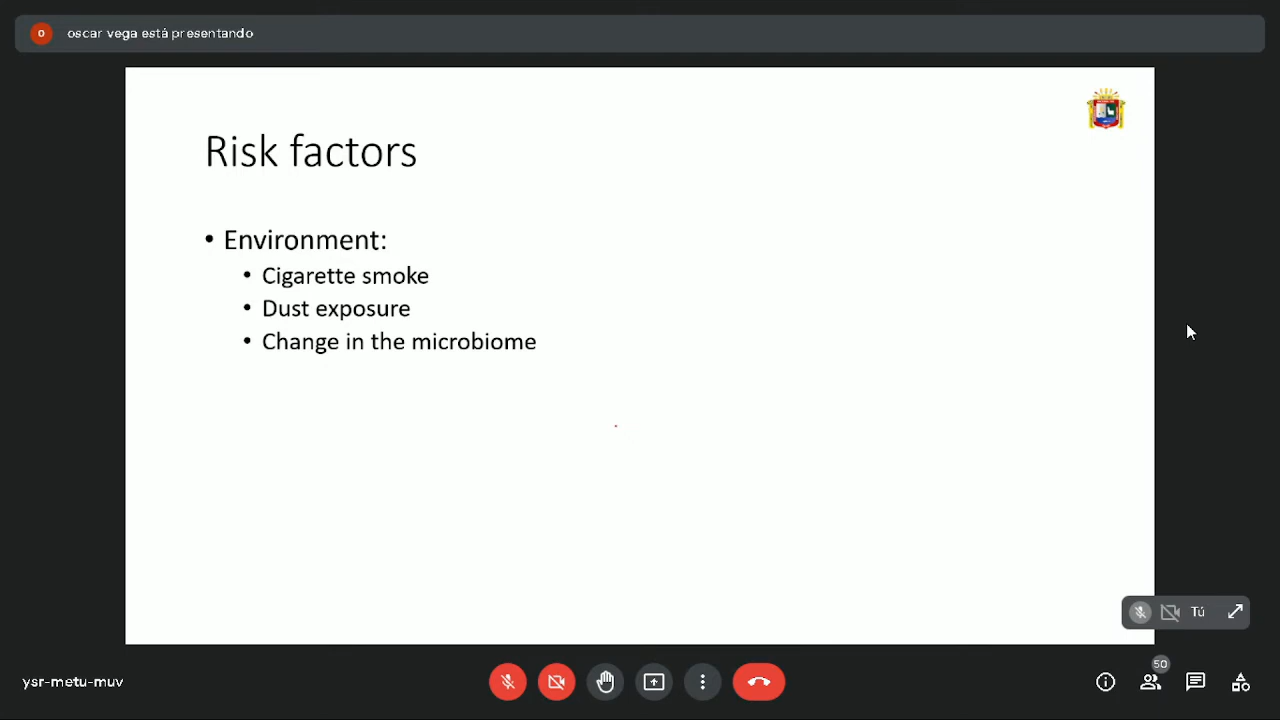 O
oscar vega está presentando
Risk factors
• Environment:
• Cigarette smoke
• Dust exposure
• Change in the microbiome
Tú
50
ysr-metu-muv